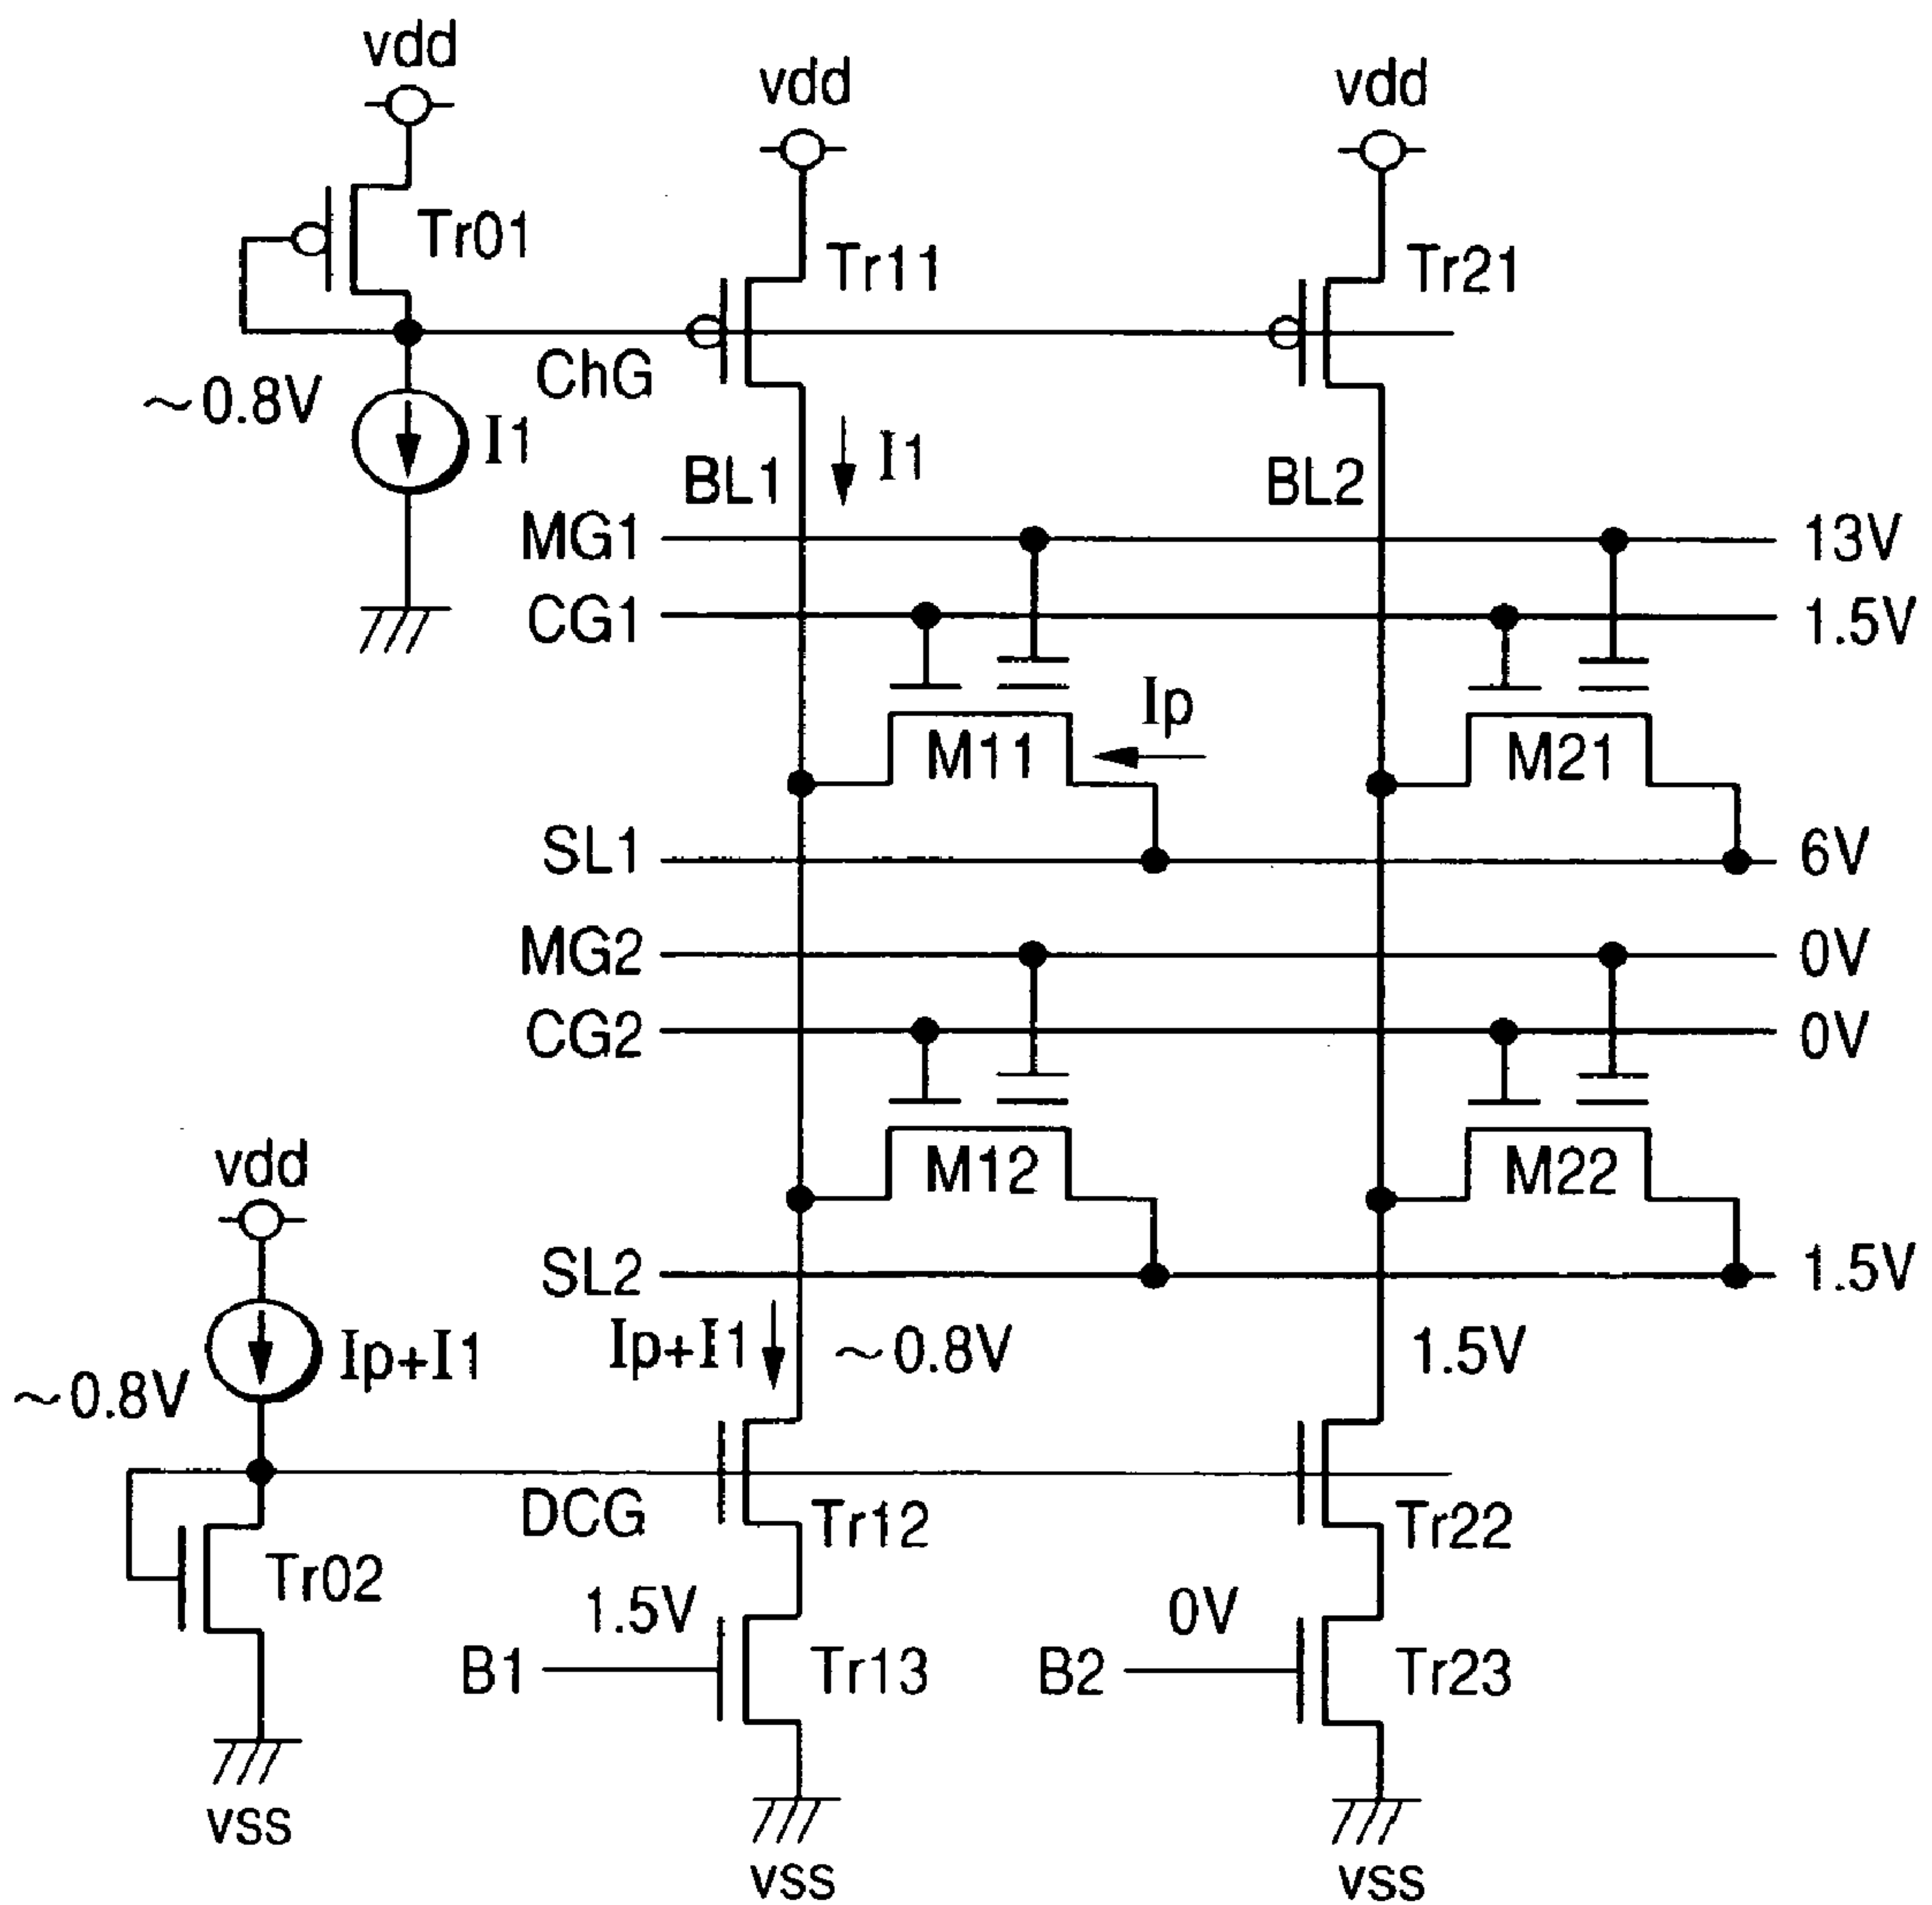 vdd
vdd
vdd
Tr01
Tr11
Tr21
ChG
~0.8V
I1
BL1
I1
BL2
MG1
13V
CG1
1.5V
Ip
M11
M21
SL1
6V
MG2
0V
CG2
0V
vdd
M12
M22
SL2
1.5V
Ip+I1
Ip+I1
~0.8V
1.5V
~0.8V
DCG
Tr12
Tr22
Tr02
1.5V
0V
B1
Tr13
B2
Tr23
vss
vss
vss